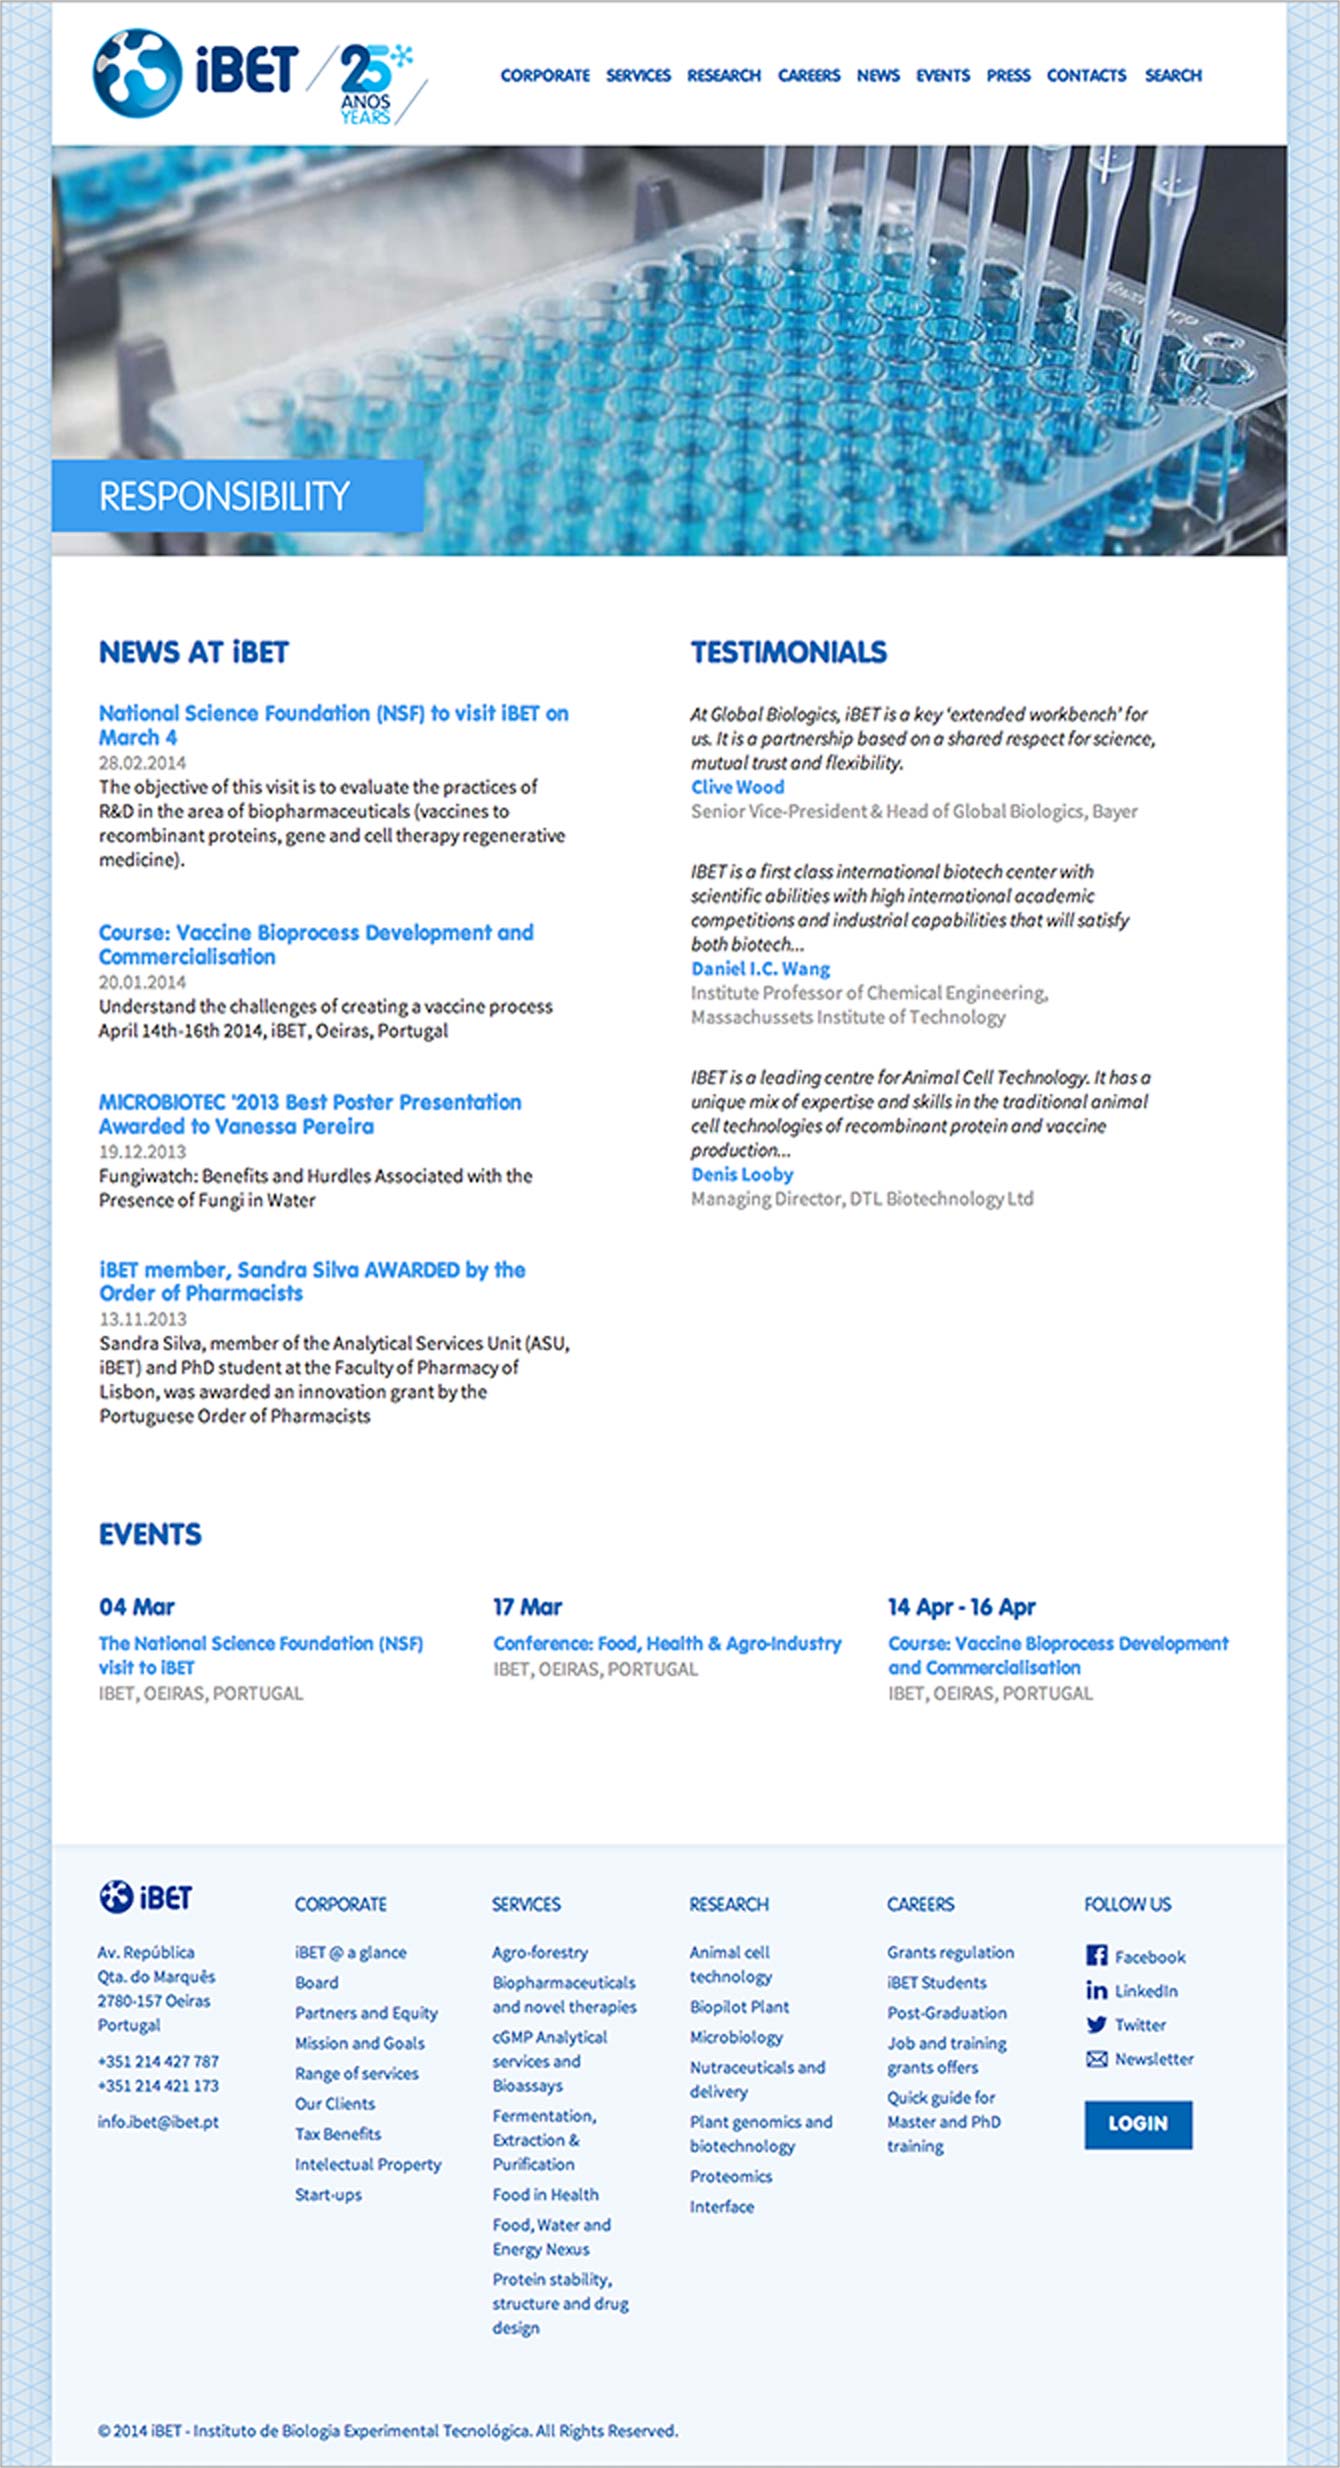 iBET
25
ANOS
YEARS
CORPORATE SERVICES RESEARCH CAREERS NEWS EVENTS PRESS CONTACTS SEARCH
RESPONSIBILITY
NEWS AT iBET
National Science Foundation (NSF) to visit iBET on
March 4
28.02.2014
The objective of this visit is to evaluate the practices of
R&D in the area of biopharmaceuticals (vaccines to
recombinant proteins, gene and cell therapy regenerative
medicine).
Course: Vaccine Bioprocess Development and
Commercialisation
20.01.2014
Understand the challenges of creating a vaccine process
April 14th-16th 2014, iBET, Oeiras, Portugal
MICROBIOTEC '2013 Best Poster Presentation
Awarded to Vanessa Pereira
19.12.2013
Fungiwatch: Benefits and Hurdles Associated with the
Presence of Fungi in Water
iBET member, Sandra Silva AWARDED by the
Order of Pharmacists
13.11.2013
Sandra Silva, member of the Analytical Services Unit (ASU,
iBET) and PhD student at the Faculty of Pharmacy of
Lisbon, was awarded an innovation grant by the
Portuguese Order of Pharmacists
TESTIMONIALS
At Global Biologics, iBET is a key ‘extended workbench’ for
us. It is a partnership based on a shared respect for science,
mutual trust and flexibility.
Clive Wood
Senior Vice-President & Head of Global Biologics, Bayer
IBET is a first class international biotech center with
scientific abilities with high international academic
competitions and industrial capabilities that will satisfy
both biotech...
Daniel I.C. Wang
Institute Professor of Chemical Engineering,
Massachussets Institute of Technology
IBET is a leading centre for Animal Cell Technology. It has a
unique mix of expertise and skills in the traditional animal
cell technologies of recombinant protein and vaccine
production...
Denis Looby
Managing Director, DTL Biotechnology Ltd
EVENTS
04 Mar
The National Science Foundation (NSF)
visit to iBET
IBET, OEIRAS, PORTUGAL
17 Mar
Conference: Food, Health & Agro-Industry
IBET, OEIRAS, PORTUGAL
14 Apr - 16 Apr
Course: Vaccine Bioprocess Development
and Commercialisation
IBET, OEIRAS, PORTUGAL
iBET
Av. República
Qta. do Marquês
2780-157 Oeiras
Portugal
+351 214 427 787
+351 214 421 173
info.ibet@ibet.pt
CORPORATE
iBET @ a glance
Board
Partners and Equity
Mission and Goals
Range of services
Our Clients
Tax Benefits
Intelectual Property
Start-ups
SERVICES
Agro-forestry
Biopharmaceuticals
and novel therapies
cGMP Analytical
services and
Bioassays
Fermentation,
Extraction &
Purification
Food in Health
Food, Water and
Energy Nexus
Protein stability,
structure and drug
design
RESEARCH
Animal cell
technology
Biopilot Plant
Microbiology
Nutraceuticals and
delivery
Plant genomics and
biotechnology
Proteomics
Interface
CAREERS
Grants regulation
iBET Students
Post-Graduation
Job and training
grants offers
Quick guide for
Master and PhD
training
FOLLOW US
Facebook
LinkedIn
Twitter
Newsletter
LOGIN
© 2014 iBET - Instituto de Biologia Experimental Tecnológica. All Rights Reserved.